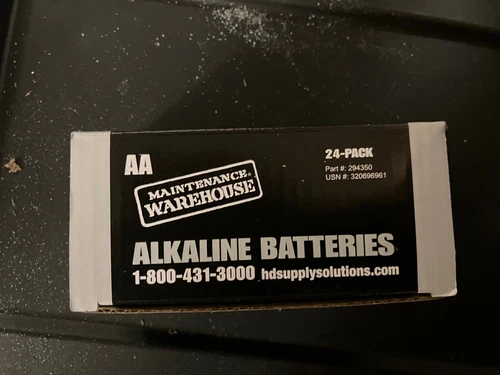 AA
MAINTENANCE®
WAREHOUSE
24-PACK
Part #: 294350
USN #: 320696961
ALKALINE BATTERIES
1-800-431-3000 hdsupplysolutions.com